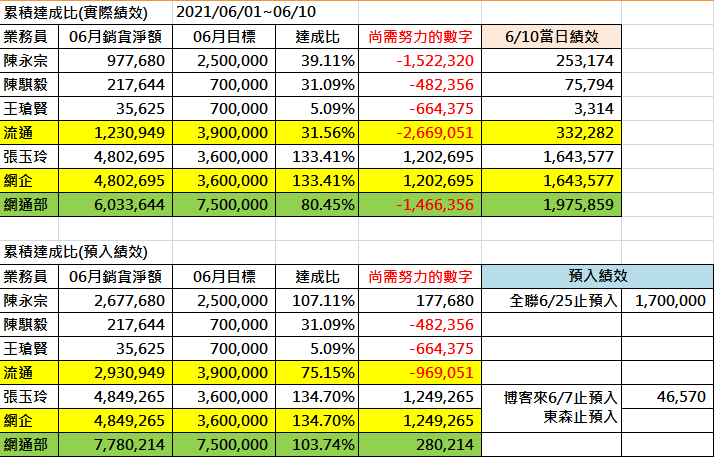 累積達成比(實際績效) 2021/06/01~06/10
業務員 06月銷貨淨額 06月目標 達成比 尚需努力的數字 6/10當日績效
陳永宗 977,680 2,500,000 39.11% -1,522,320 253,174
陳騏毅 217,644 700,000 31.09% -482,356 75,794
王瑲賢 35,625 700,000 5.09% -664,375 3,314
流通 1,230,949 3,900,000 31.56% -2,669,051 332,282
張玉玲 4,802,695 3,600,000 133.41% 1,202,695 1,643,577
網企 4,802,695 3,600,000 133.41% 1,202,695 1,643,577
網通部 6,033,644 7,500,000 80.45% -1,466,356 1,975,859
累積達成比(預入績效)
業務員 06月銷貨淨額 06月目標 達成比 尚需努力的數字 預入績效
陳永宗 2,677,680 2,500,000 107.11% 177,680 全聯6/25止預入 1,700,000
陳騏毅 217,644 700,000 31.09% -482,356
王瑲賢 35,625 700,000 5.09% -664,375
流通 2,930,949 3,900,000 75.15% -969,051
張玉玲 4,849,265 3,600,000 134.70% 1,249,265 博客來6/7止預入 46,570
網企 4,849,265 3,600,000 134.70% 1,249,265 東森止預入
網通部 7,780,214 7,500,000 103.74% 280,214